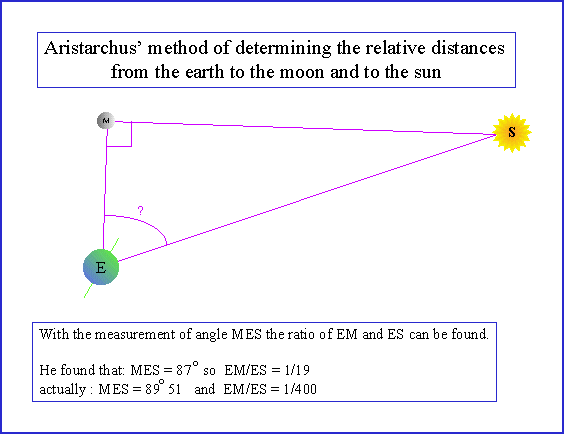 Aristarchus’ method of determining the relative distances
from the earth to the moon and to the sun
M
S
?
E
With the measurement of angle MES the ratio of EM and ES can be found.
He found that: MES = 87° so EM/ES = 1/19
actually : MES = 89° 51 and EM/ES = 1/400